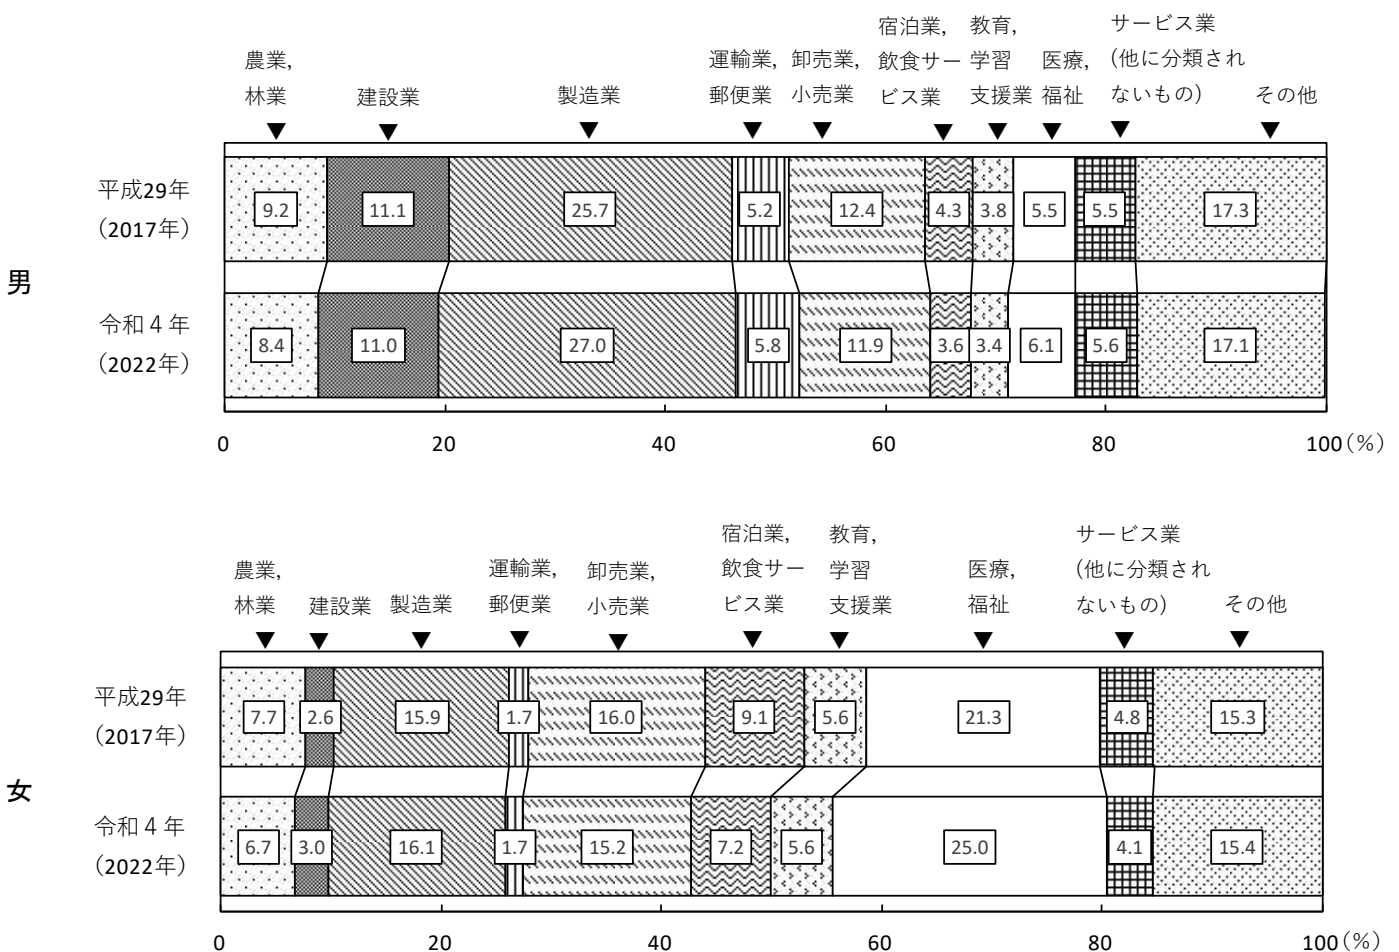 宿泊業,
飲食サー
ビス業
教育,
学習
支援業
サービス業
(他に分類され
ないもの)
農業,
林業
建設業
製造業
運輸業,
郵便業
卸売業,
小売業
医療,
福祉
その他
男
平成29年
(2017年)
9.2 11.1 25.7 5.2 12.4 4.3 3.8 5.5 5.5 17.3
令和4年
(2022年)
8.4 11.0 27.0 5.8 11.9 3.6 3.4 6.1 5.6 17.1
0 20 40 60 80 100(%)
農業,
林業
建設業
製造業
運輸業,
郵便業
卸売業,
小売業
宿泊業,
飲食サー
ビス業
教育,
学習
支援業
医療,
福祉
サービス業
(他に分類され
ないもの)
その他
女
平成29年
(2017年)
7.7 2.6 15.9 1.7 16.0 9.1 5.6 21.3 4.8 15.3
令和4年
(2022年)
6.7 3.0 16.1 1.7 15.2 7.2 5.6 25.0 4.1 15.4
0 20 40 60 80 100(%)